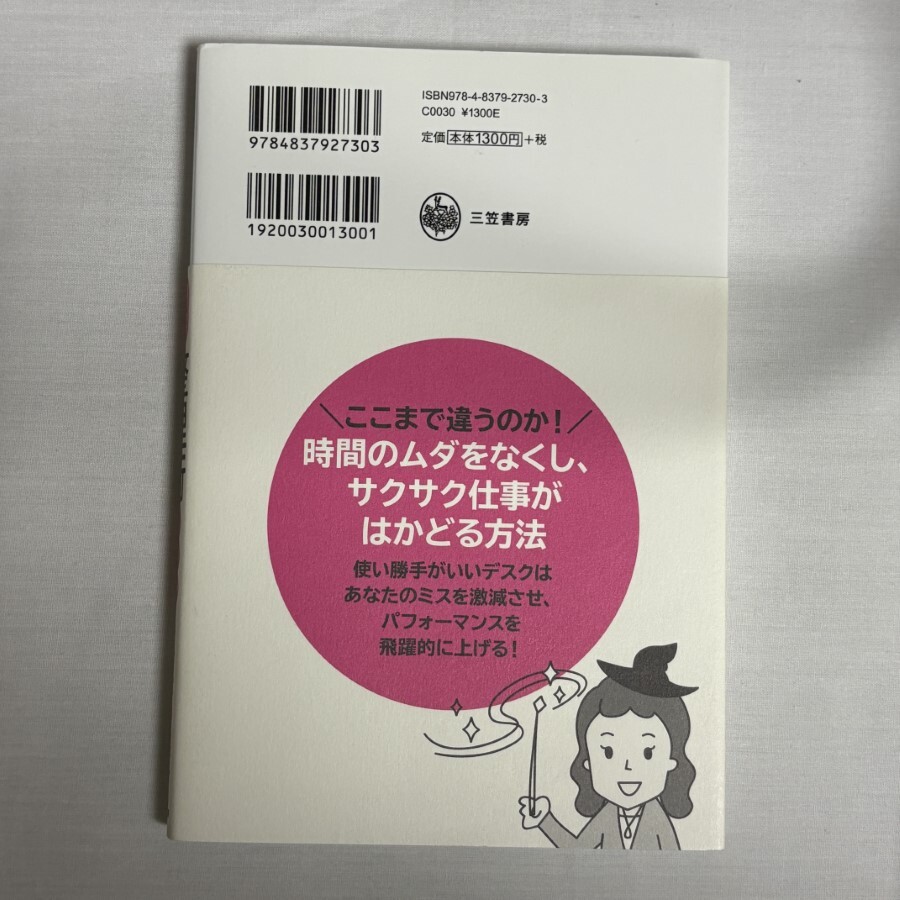 ISBN978-4-8379-2730-3
C0030 ¥1300E
9784837927303
定価 本体1300円+税
1920030013001
三笠書房
＼ここまで違うのか！／
時間のムダをなくし、
サクサク仕事が
はかどる方法
使い勝手がいいデスクは
あなたのミスを激減させ、
パフォーマンスを
飛躍的に上げる！